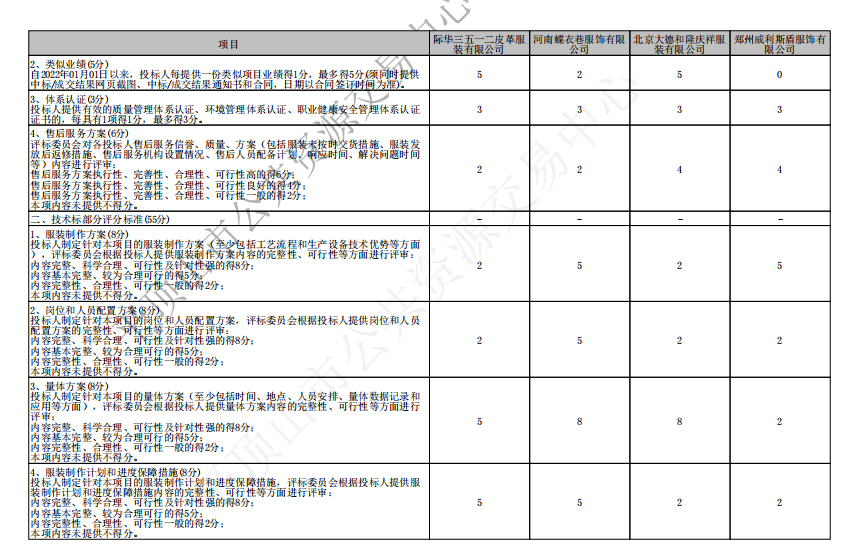 项目
际华三五一二皮革服
装有限公司
河南蝶衣巷服饰有限
公司
北京大德和隆庆祥服
装有限公司
郑州威利斯盾服饰有
限公司
2、类似业绩(5分)
自2022年01月01日以来，投标人每提供一份类似项目业绩得1分，最多得5分(须同时提供
中标/成交结果网页截图、中标/成交结果通知书和合同，日期以合同签订时间为准)。
5
2
5
0
3、体系认证(3分)
投标人提供有效的质量管理体系认证、环境管理体系认证、职业健康安全管理体系认证
证书的，每具有1项得1分，最多得3分。
3
3
3
3
4、售后服务方案(6分)
评标委员会对各投标人售后服务信誉、质量、方案（包括服装未按时交货措施、服装发
放后返修措施、售后服务机构设置情况、售后人员配备计划、响应时间、解决问题时间
等）内容进行评审：
售后服务方案执行性、完善性、合理性、可行性高的得6分；
售后服务方案执行性、完善性、合理性、可行性良好的得4分；
售后服务方案执行性、完善性、合理性、可行性一般的得2分；
本项内容未提供不得分。
2
2
4
4
二、技术标部分评分标准(55分)
-
-
-
-
1、服装制作方案(8分)
投标人制定针对本项目的服装制作方案（至少包括工艺流程和生产设备技术优势等方面
），评标委员会根据投标人提供服装制作方案内容的完整性、可行性等方面进行评审：
内容完整、科学合理、可行性及针对性强的得8分；
内容基本完整、较为合理可行的得5分；
内容完整性、合理性、可行性一般的得2分；
本项内容未提供不得分。
2
5
2
5
2、岗位和人员配置方案(8分)
投标人制定针对本项目的岗位和人员配置方案，评标委员会根据投标人提供岗位和人员
配置方案的完整性、可行性等方面进行评审：
内容完整、科学合理、可行性及针对性强的得8分；
内容基本完整、较为合理可行的得5分；
内容完整性、合理性、可行性一般的得2分；
本项内容未提供不得分。
2
5
2
2
3、量体方案(8分)
投标人制定针对本项目的量体方案（至少包括时间、地点、人员安排、量体数据记录和
应用等方面），评标委员会根据投标人提供量体方案内容的完整性、可行性等方面进行
评审：
内容完整、科学合理、可行性及针对性强的得8分；
内容基本完整、较为合理可行的得5分；
内容完整性、合理性、可行性一般的得2分；
本项内容未提供不得分。
5
8
8
2
4、服装制作计划和进度保障措施(8分)
投标人制定针对本项目的服装制作计划和进度保障措施，评标委员会根据投标人提供服
装制作计划和进度保障措施内容的完整性、可行性等方面进行评审：
内容完整、科学合理、可行性及针对性强的得8分；
内容基本完整、较为合理可行的得5分；
内容完整性、合理性、可行性一般的得2分；
本项内容未提供不得分。
5
5
2
2
顶山市公共资源交易中心
顶山市公共资源交易中心